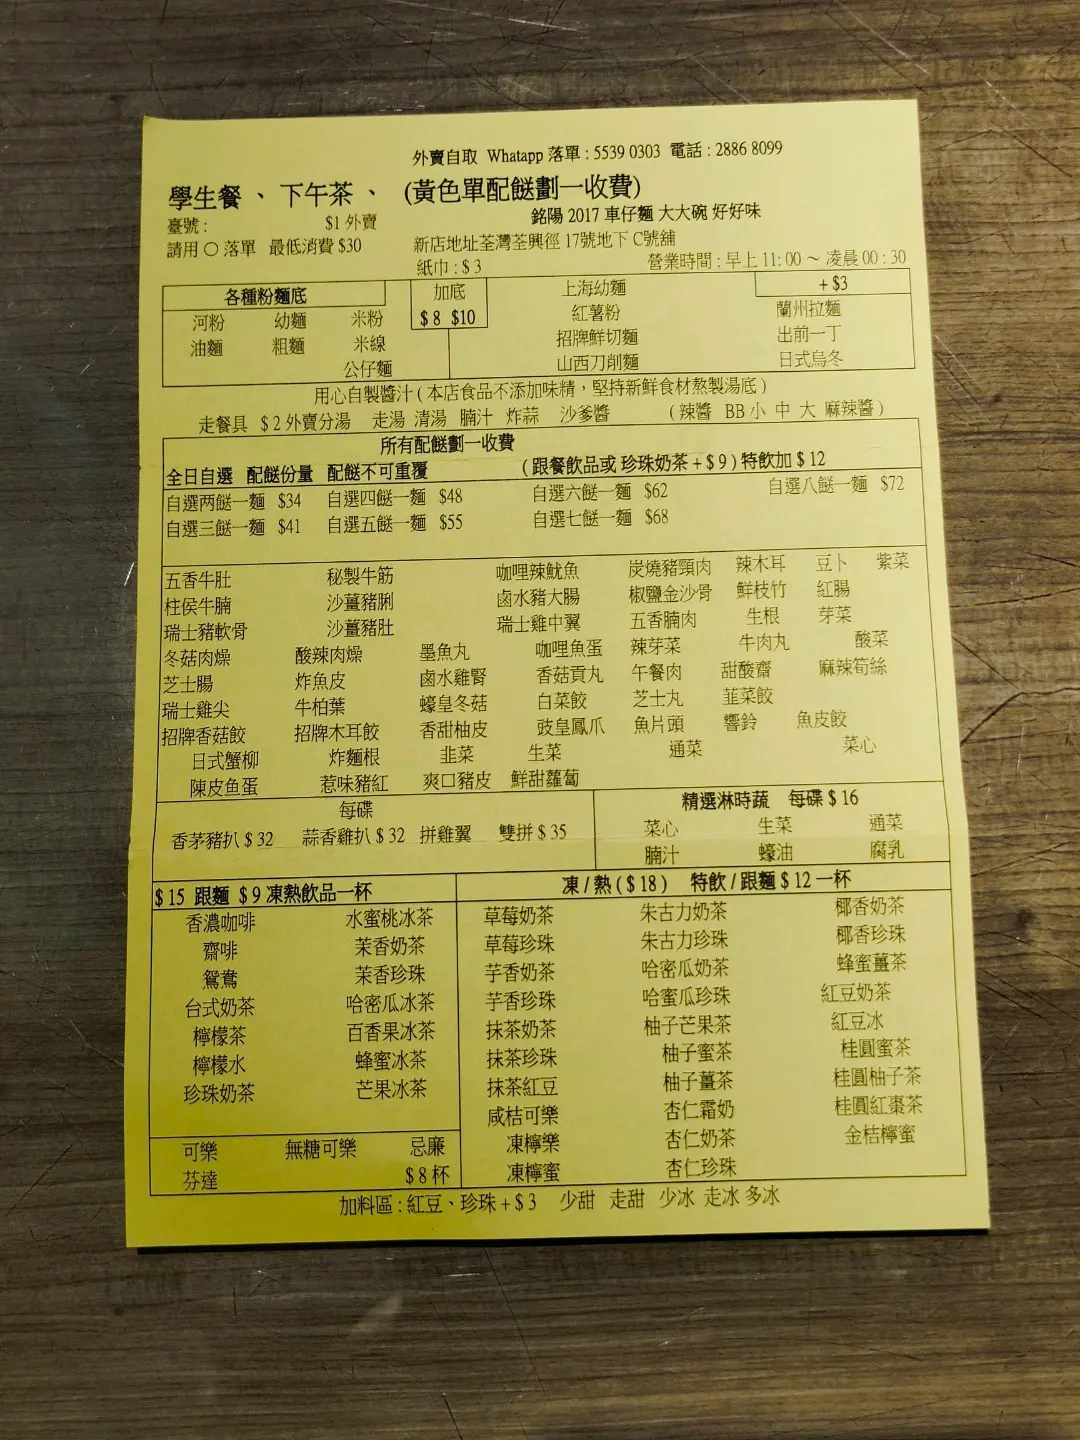 外賣自取 Whatapp 落單 : 5539 0303 電話 : 2886 8099
學生餐 、 下午茶 、 (黃色單配餸劃一收費)
臺號 : $1 外賣 銘陽 2017 車仔麵 大大碗 好好味
請用 〇 落單 最低消費 $30 新店地址荃灣荃興徑 17號地下 C號舖
紙巾 : $ 3 營業時間 : 早上 11: 00 ~ 凌晨 00 : 30
各種粉麵底 加底 上海幼麵 + $3
河粉 幼麵 米粉 $ 8 $10 紅薯粉 蘭州拉麵
油麵 粗麵 米線 招牌鮮切麵 出前一丁
公仔麵 山西刀削麵 日式烏冬
用心自製醬汁 ( 本店食品不添加味精，堅持新鮮食材熬製湯底 )
走餐具 $ 2 外賣分湯 走湯 清湯 腩汁 炸蒜 沙爹醬 ( 辣醬 BB 小 中 大 麻辣醬 )
所有配餸劃一收費
全日自選 配餸份量 配餸不可重覆 ( 跟餐飲品或 珍珠奶茶 + $ 9 ) 特飲加 $ 12
自選两餸一麵 $34 自選四餸一麵 $48 自選六餸一麵 $62 自選八餸一麵 $72
自選三餸一麵 $41 自選五餸一麵 $55 自選七餸一麵 $68
五香牛肚 秘製牛筋 咖哩辣魷魚 炭燒豬頸肉 辣木耳 豆卜 紫菜
柱侯牛腩 沙薑豬脷 鹵水豬大腸 椒鹽金沙骨 鮮枝竹 紅腸
瑞士豬軟骨 沙薑豬肚 瑞士雞中翼 五香腩肉 生根 芽菜
冬菇肉燥 酸辣肉燥 墨魚丸 咖哩魚蛋 辣芽菜 牛肉丸 酸菜
芝士腸 炸魚皮 鹵水雞腎 香菇貢丸 午餐肉 甜酸齋 麻辣筍絲
瑞士雞尖 牛柏葉 蠔皇冬菇 白菜餃 芝士丸 韮菜餃
招牌香菇餃 招牌木耳餃 香甜柚皮 豉皇鳳爪 魚片頭 響鈴 魚皮餃
日式蟹柳 炸麵根 韭菜 生菜 通菜 菜心
陳皮魚蛋 惹味豬紅 爽口豬皮 鮮甜蘿蔔
每碟 精選淋時蔬 每碟 $ 16
香茅豬扒 $ 32 蒜香雞扒 $ 32 拼雞翼 雙拼 $ 35 菜心 生菜 通菜
腩汁 蠔油 腐乳
$ 15 跟麵 $ 9 凍熱飲品一杯 凍 / 熱 ( $ 18 ) 特飲 / 跟麵 $ 12 一杯
香濃咖啡 水蜜桃冰茶 草莓奶茶 朱古力奶茶 椰香奶茶
齋啡 茉香奶茶 草莓珍珠 朱古力珍珠 椰香珍珠
鴛鴦 茉香珍珠 芋香奶茶 哈密瓜奶茶 蜂蜜薑茶
台式奶茶 哈密瓜冰茶 芋香珍珠 哈蜜瓜珍珠 紅豆奶茶
檸檬茶 百香果冰茶 抹茶奶茶 柚子芒果茶 紅豆冰
檸檬水 蜂蜜冰茶 抹茶珍珠 柚子蜜茶 桂圓蜜茶
珍珠奶茶 芒果冰茶 抹茶紅豆 柚子薑茶 桂圓柚子茶
咸桔可樂 杏仁霜奶 桂圓紅棗茶
可樂 無糖可樂 忌廉 凍檸樂 杏仁奶茶 金桔檸蜜
芬達 $ 8 杯 凍檸蜜 杏仁珍珠
加料區 : 紅豆、珍珠 + $ 3 少甜 走甜 少冰 走冰 多冰